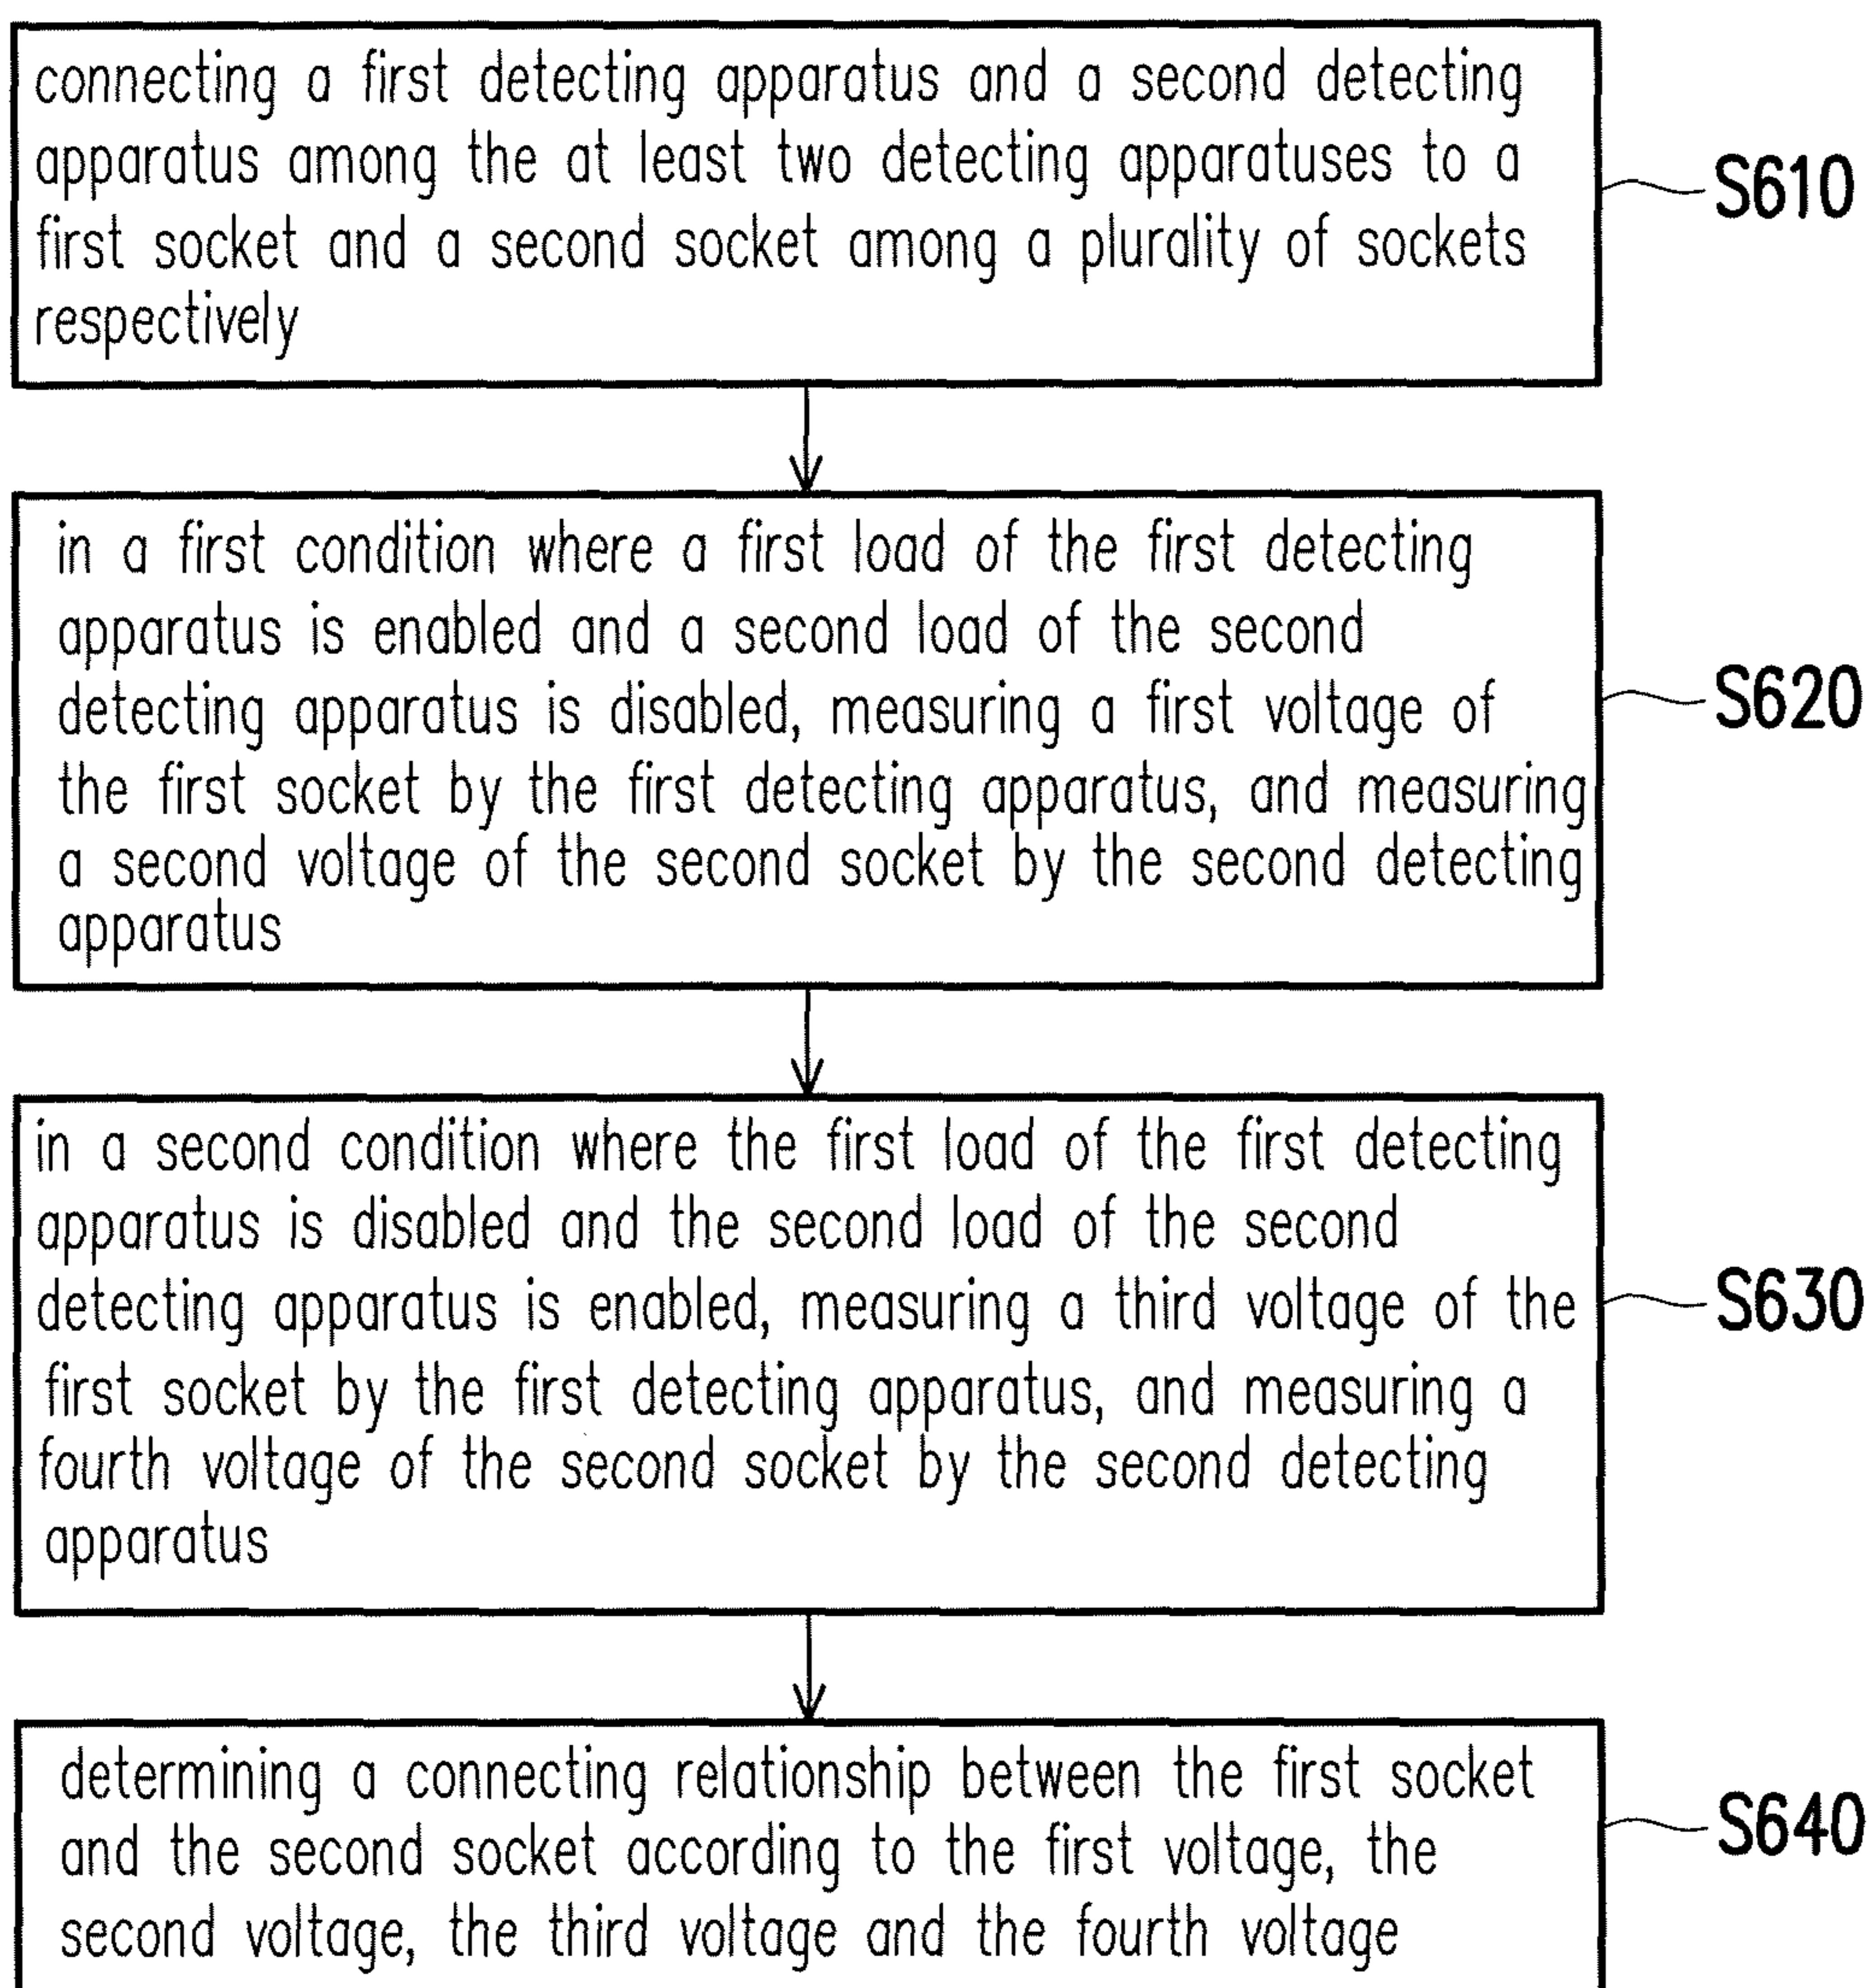 connecting a first detecting apparatus and a second detecting
apparatus among the at least two detecting apparatuses to a
first socket and a second socket among a plurality of sockets
respectively
S610
in a first condition where a first load of the first detecting
apparatus is enabled and a second load of the second
detecting apparatus is disabled, measuring a first voltage of
the first socket by the first detecting apparatus, and measuring
a second voltage of the second socket by the second detecting
apparatus
S620
in a second condition where the first load of the first detecting
apparatus is disabled and the second load of the second
detecting apparatus is enabled, measuring a third voltage of the
first socket by the first detecting apparatus, and measuring a
fourth voltage of the second socket by the second detecting
apparatus
S630
determining a connecting relationship between the first socket
and the second socket according to the first voltage, the
second voltage, the third voltage and the fourth voltage
S640